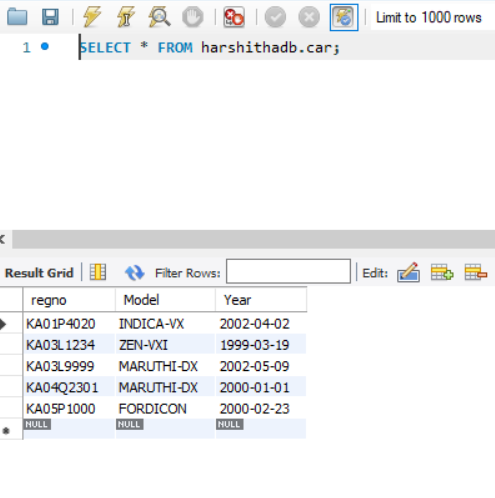 Limit to 1000 rows
1 SELECT * FROM harshithadb.car;
Result Grid Filter Rows: Edit:
regno Model Year
KA01P4020 INDICA-VX 2002-04-02
KA03L1234 ZEN-VXI 1999-03-19
KA03L9999 MARUTHI-DX 2002-05-09
KA04Q2301 MARUTHI-DX 2000-01-01
KA05P1000 FORDICON 2000-02-23
NULL NULL NULL